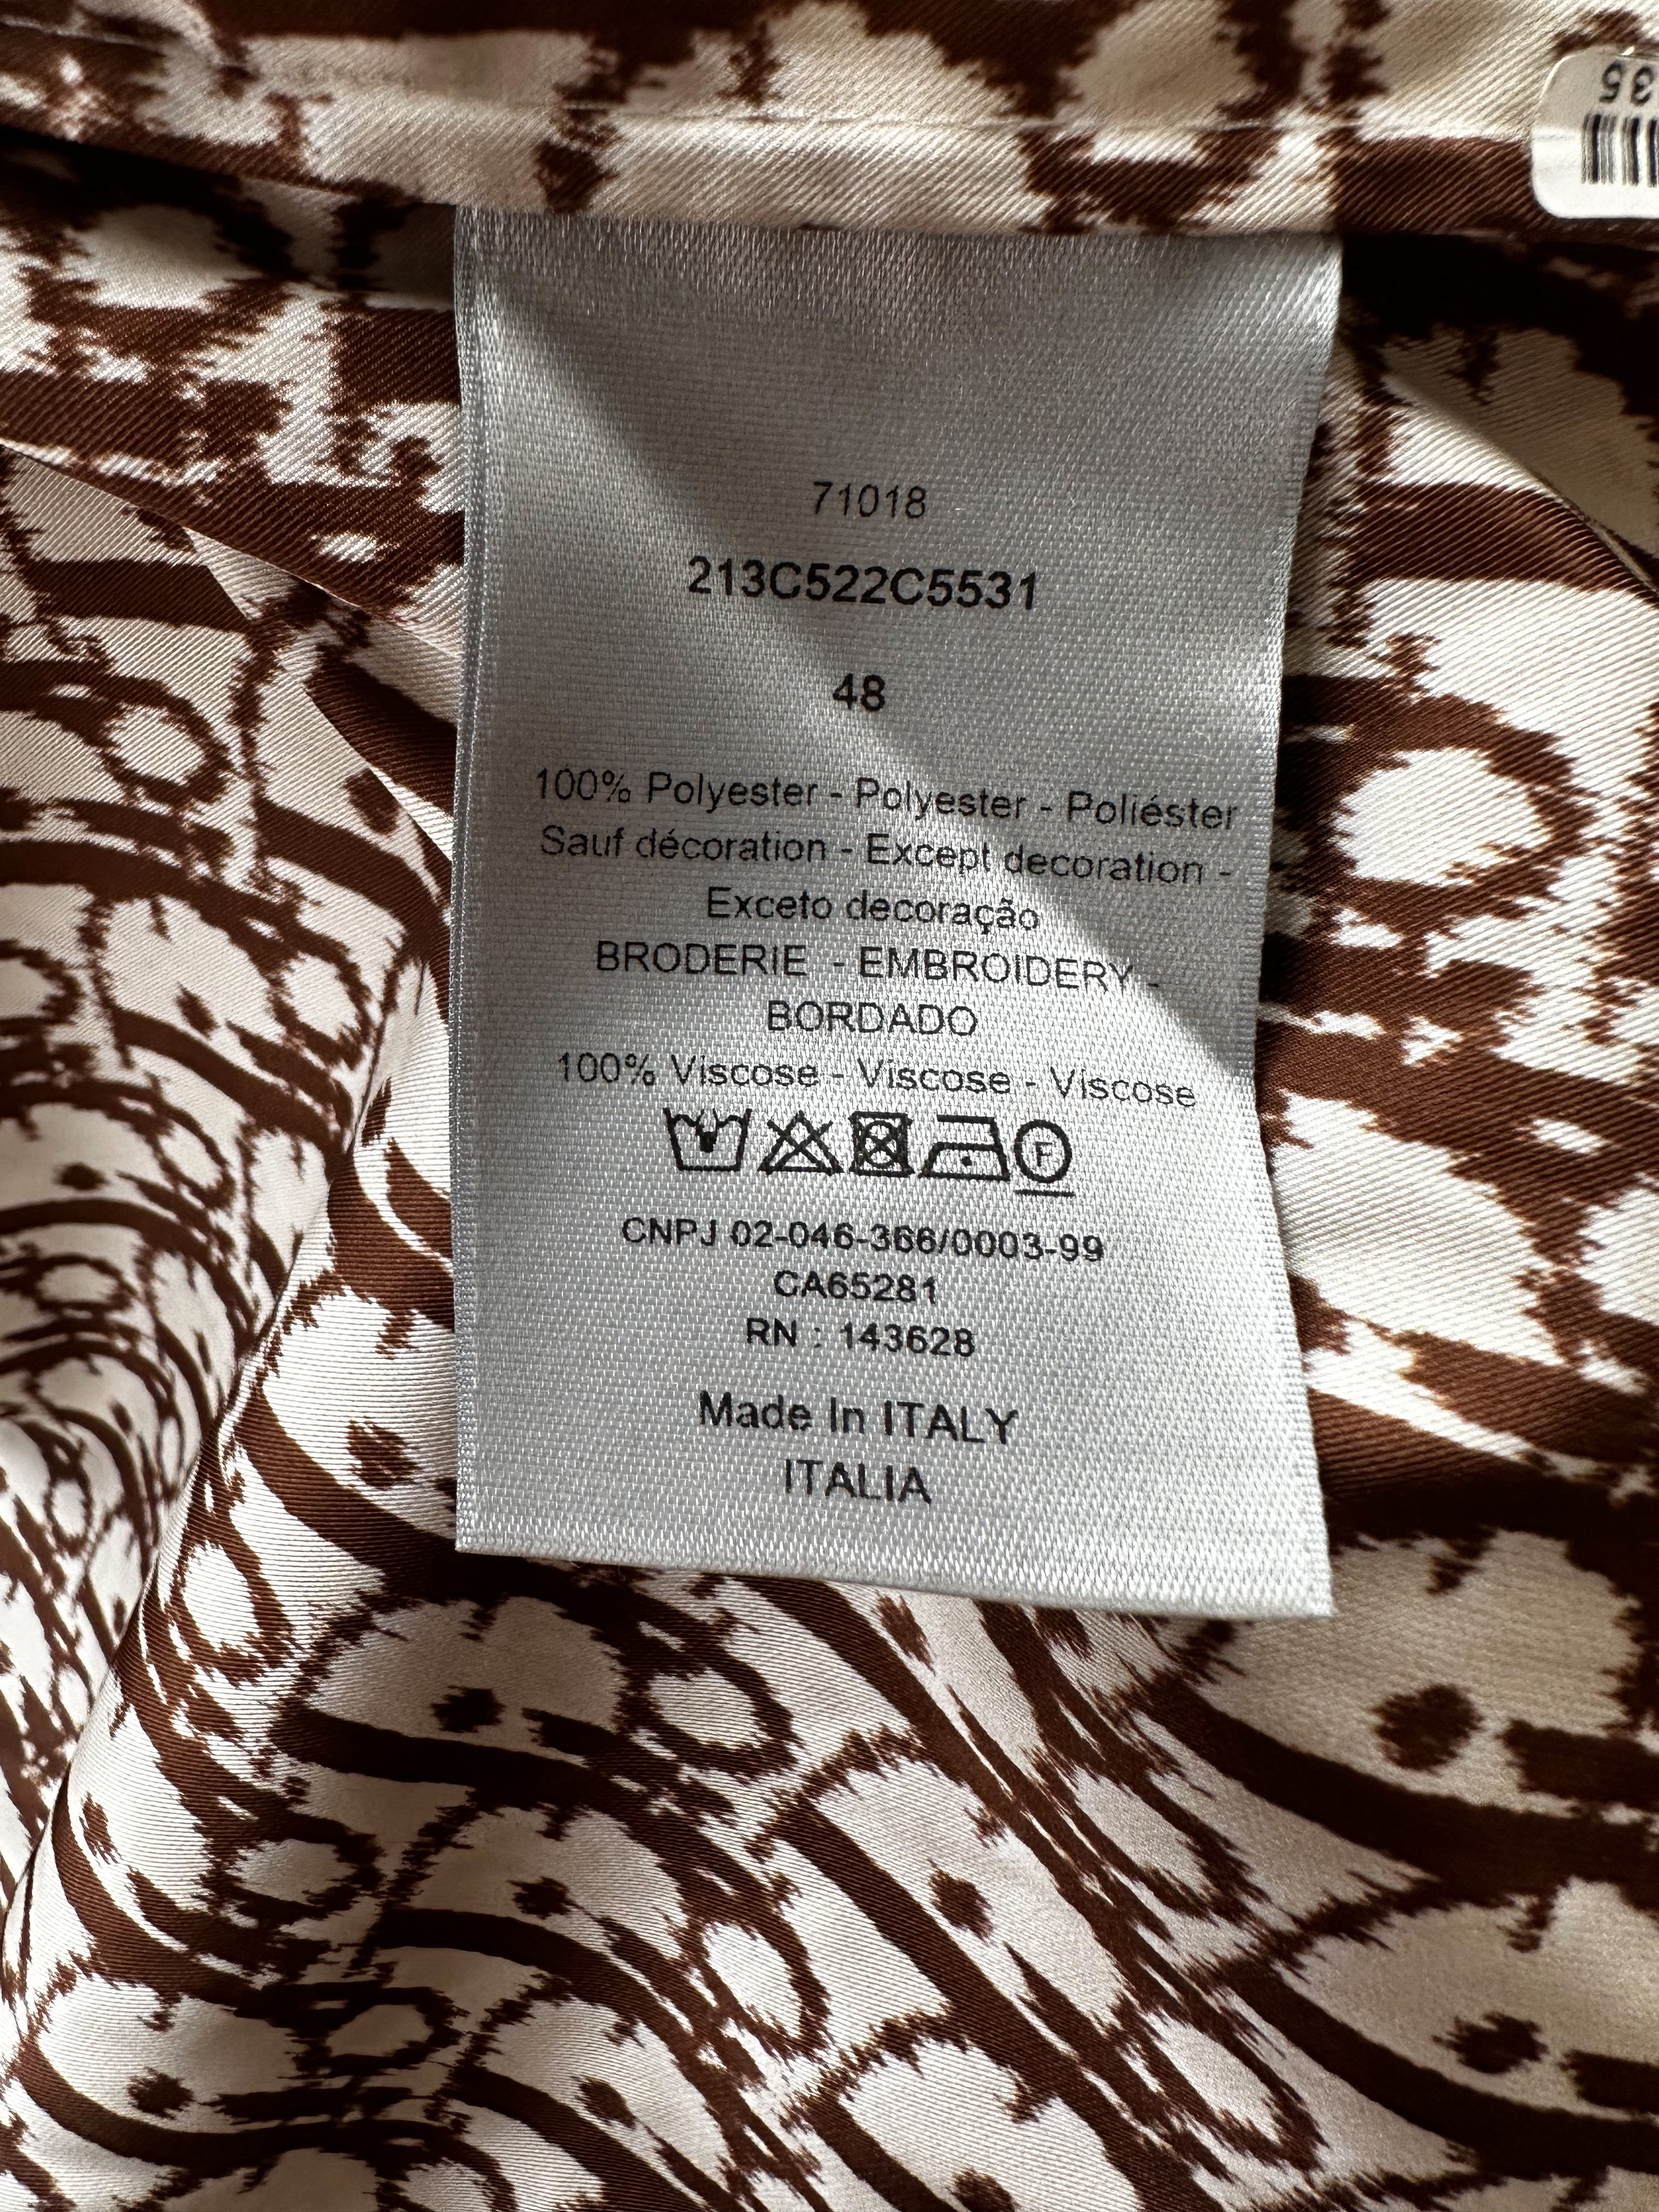 35
71018
213C522C5531
48
100% Polyester - Polyester - Poliéster
Sauf décoration - Except decoration -
Exceto decoração
BRODERIE - EMBROIDERY -
BORDADO
100% Viscose - Viscose - Viscose
F
CNPJ 02-046-366/0003-99
CA65281
RN : 143628
Made In ITALY
ITALIA